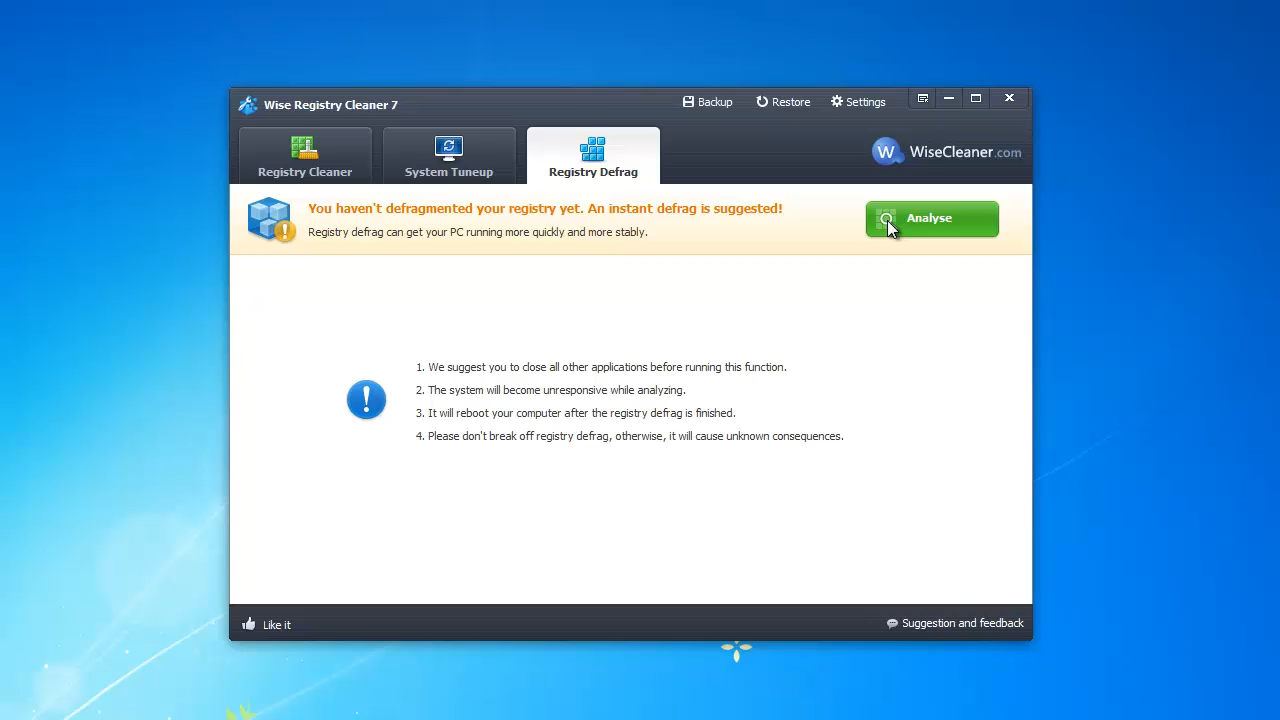 Wise Registry Cleaner 7
Backup
Restore
Settings
Registry Cleaner
System Tuneup
Registry Defrag
W WiseCleaner.com
You haven't defragmented your registry yet. An instant defrag is suggested!
Registry defrag can get your PC running more quickly and more stably.
Analyse
1. We suggest you to close all other applications before running this function.
2. The system will become unresponsive while analyzing.
3. It will reboot your computer after the registry defrag is finished.
4. Please don't break off registry defrag, otherwise, it will cause unknown consequences.
Like it
Suggestion and feedback